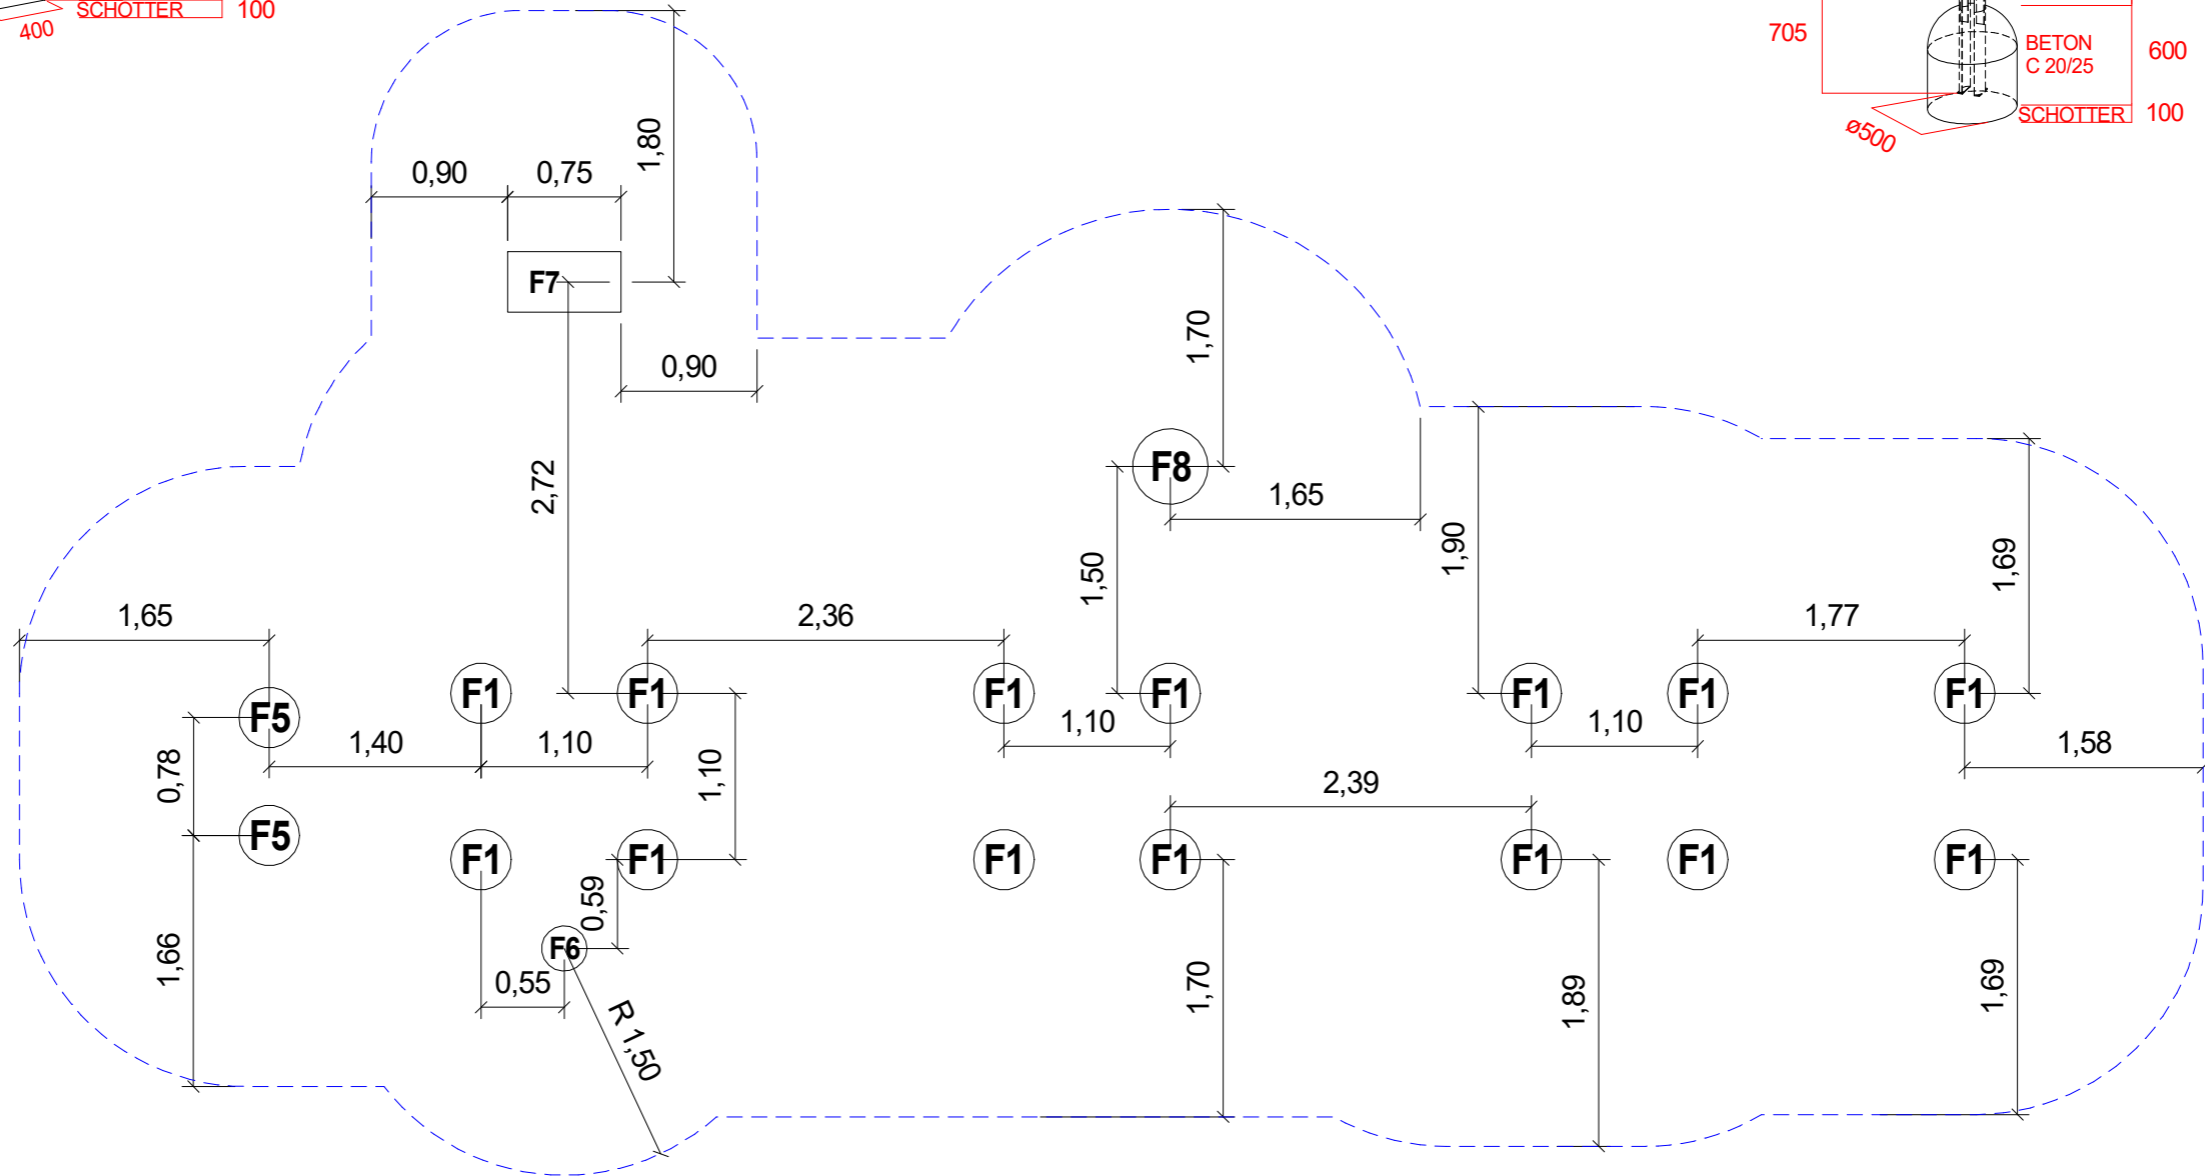 SCHOTTER 100
400
705
BETON
C 20/25
600
SCHOTTER 100
ø500
1,80
0,90 0,75
F7
1,70
0,90
2,72
F8
1,65
1,50
1,90
1,69
1,65
2,36
1,77
F1 F1 F1 F1 F1 F1 F1
F5
1,40 1,10 1,10 1,10 1,10
1,58
0,78
2,39
F5
F1 F1 F1 F1 F1 F1 F1
0,59
F6
1,66
0,55
R 1,50
1,70
1,89
1,69